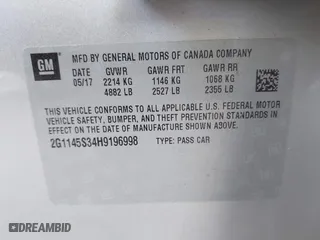 GM
MFD BY GENERAL MOTORS OF CANADA COMPANY
DATE GVWR GAWR FRT GAWR RR
05/17 2214 KG 1146 KG 1068 KG
4882 LB 2527 LB 2355 LB
THIS VEHICLE CONFORMS TO ALL APPLICABLE U.S. FEDERAL MOTOR
VEHICLE SAFETY, BUMPER, AND THEFT PREVENTION STANDARDS IN
EFFECT ON THE DATE OF MANUFACTURE SHOWN ABOVE.
2G1145S34H9196998 TYPE: PASS CAR
AUTOHELPERBOT.COM